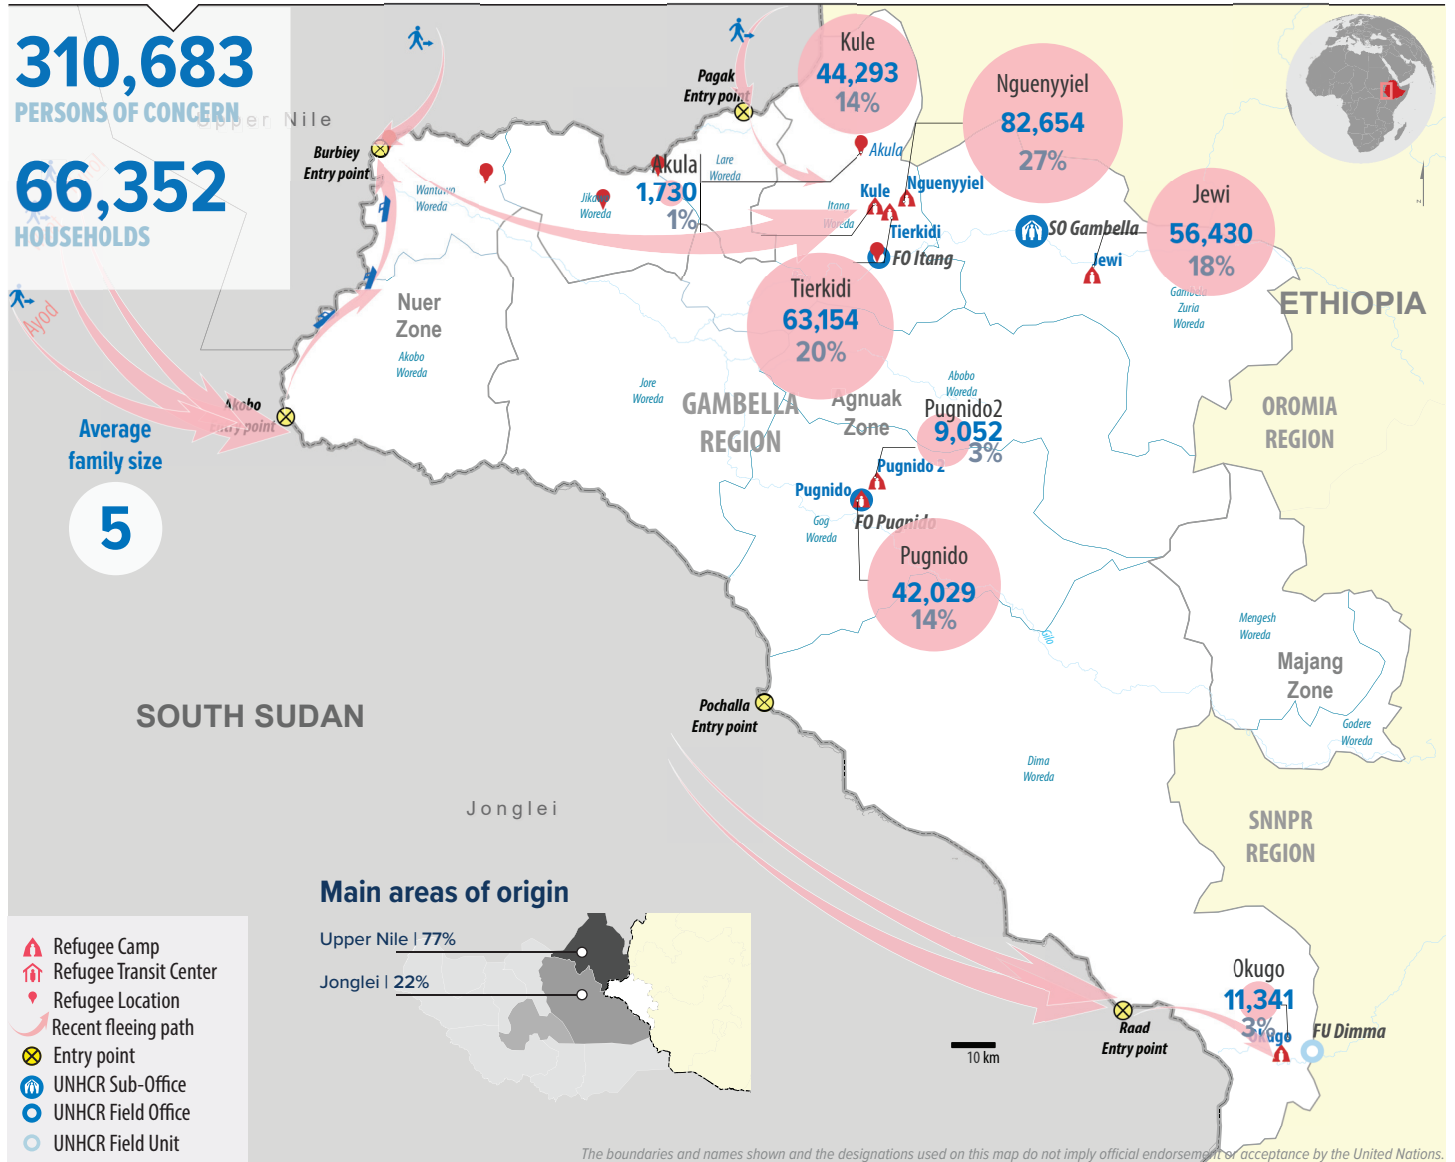 310,683
PERSONS OF CONCERN
66,352
HOUSEHOLDS
Upper Nile
Burbiey
Entry point
Pagak
Entry point
Kule
44,293
14%
Nguenyyiel
82,654
27%
Akula
Akula
1,730
1%
Lare
Woreda
Wantawo
Woreda
Woreda
Itang
Woreda
Kule
Nguenyyiel
Tierkidi
FO Itang
SO Gambella
Jewi
Jewi
56,430
18%
Gambela
Zuria
Woreda
ETHIOPIA
Ayod
Nuer
Zone
Akobo
Woreda
Tierkidi
63,154
20%
Jore
Woreda
GAMBELLA
REGION
Agnuak
Zone
Abobo
Woreda
Pugnido2
9,052
3%
OROMIA
REGION
Akobo
entry point
Average
family size
5
Pugnido 2
Pugnido
FO Pugnido
Gog
Woreda
Pugnido
42,029
14%
Gilo
Mengesh
Woreda
Majang
Zone
Godere
Woreda
SOUTH SUDAN
Pochalla
Entry point
Dima
Woreda
Jonglei
SNNPR
REGION
Main areas of origin
Upper Nile | 77%
Jonglei | 22%
Okugo
11,341
3%
Okugo
FU Dimma
Raad
Entry point
10 km
Refugee Camp
Refugee Transit Center
Refugee Location
Recent fleeing path
Entry point
UNHCR Sub-Office
UNHCR Field Office
UNHCR Field Unit
The boundaries and names shown and the designations used on this map do not imply official endorsement or acceptance by the United Nations.